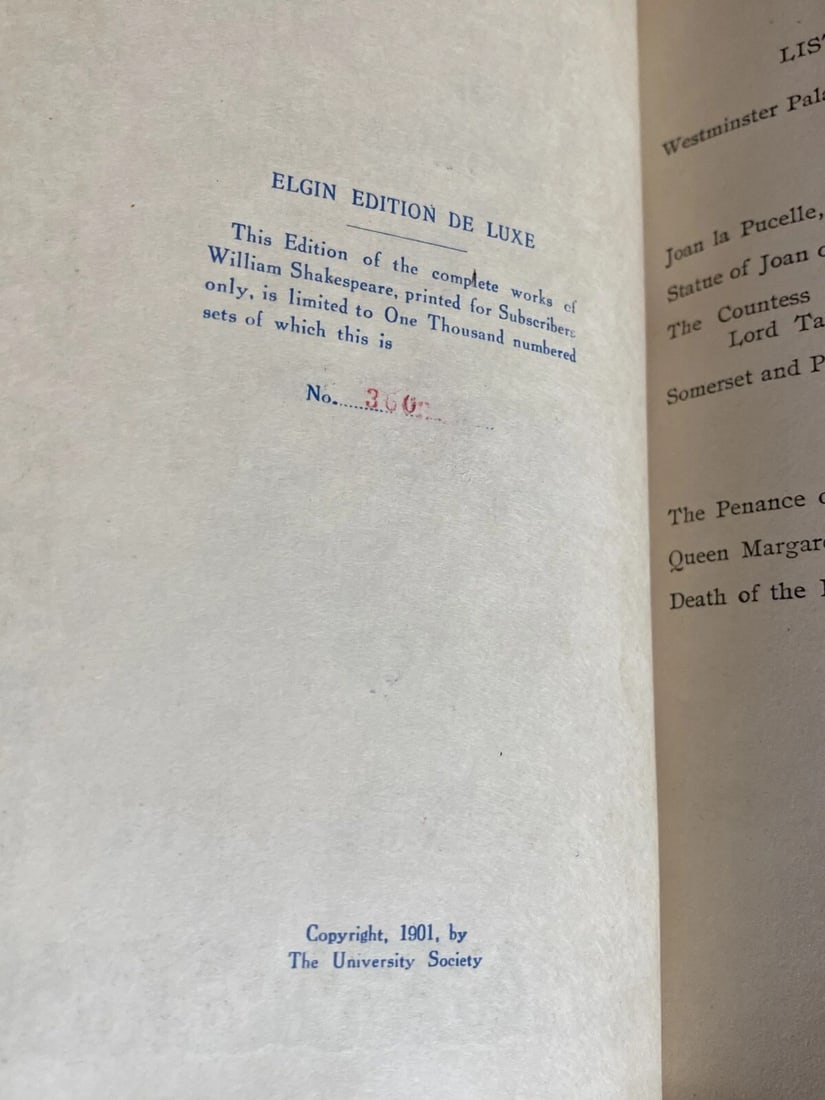 ELGIN EDITION DE LUXE
This Edition of the complete works of
William Shakespeare, printed for Subscribers
only, is limited to One Thousand numbered
sets of which this is
No.
Copyright, 1901, by
The University Society
Westminster
Joan la Pucelle,
Statue of Joan
The Countess
Lord
Somerset and
The Penance
Queen
Death of the